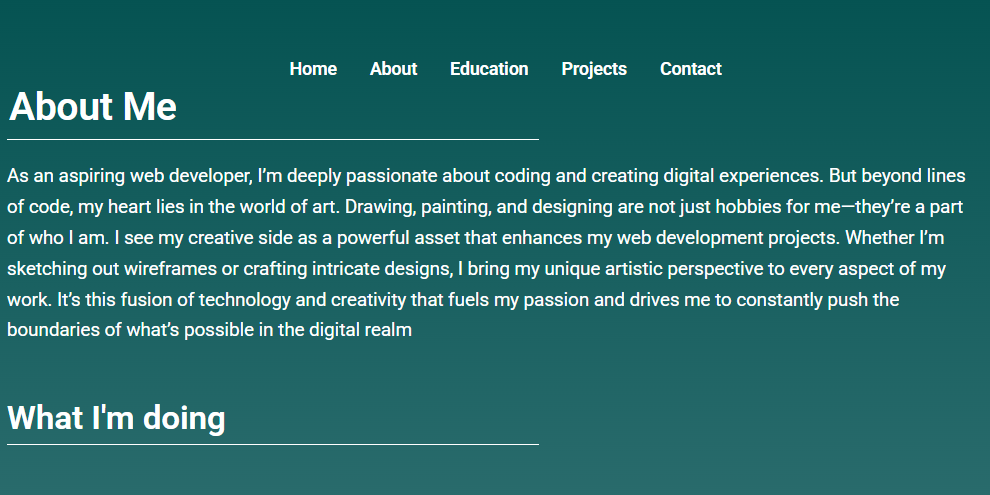 Home About Education Projects Contact
About Me
As an aspiring web developer, I’m deeply passionate about coding and creating digital experiences. But beyond lines
of code, my heart lies in the world of art. Drawing, painting, and designing are not just hobbies for me—they’re a part
of who I am. I see my creative side as a powerful asset that enhances my web development projects. Whether I’m
sketching out wireframes or crafting intricate designs, I bring my unique artistic perspective to every aspect of my
work. It’s this fusion of technology and creativity that fuels my passion and drives me to constantly push the
boundaries of what’s possible in the digital realm
What I'm doing